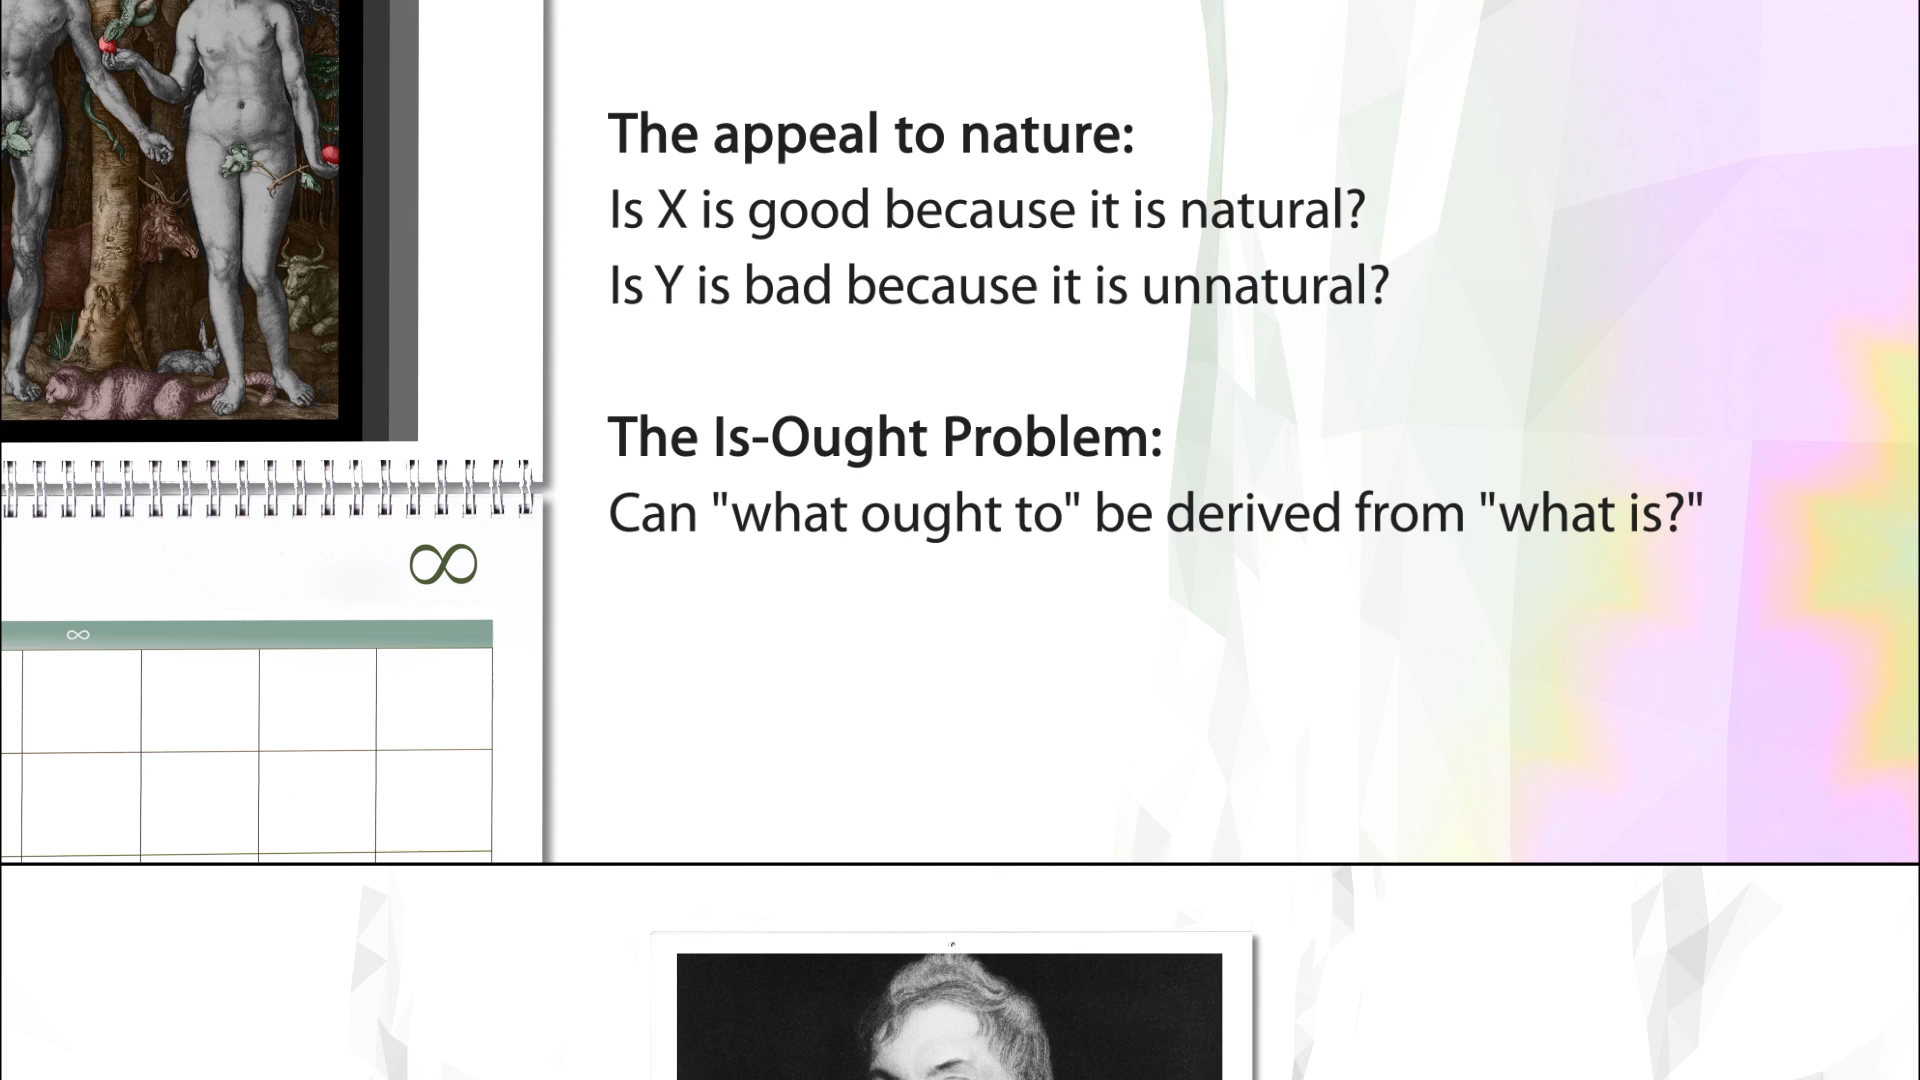 The appeal to nature:
Is X is good because it is natural?
Is Y is bad because it is unnatural?
The Is-Ought Problem:
Can "what ought to" be derived from "what is?"
∞
∞